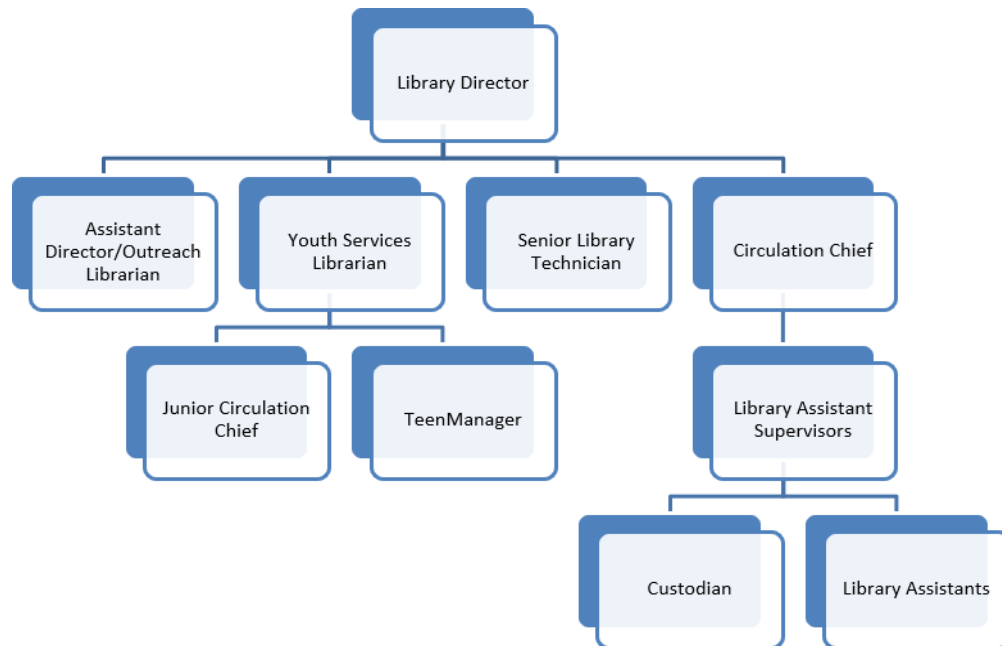 Library Director
Assistant
Director/Outreach
Librarian
Youth Services
Librarian
Senior Library
Technician
Circulation Chief
Junior Circulation
Chief
TeenManager
Library Assistant
Supervisors
Custodian
Library Assistants